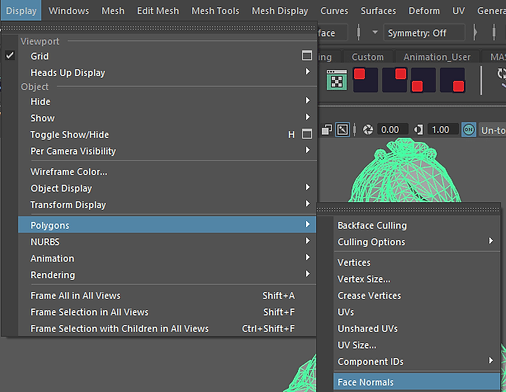 Display Windows Mesh Edit Mesh Mesh Tools Mesh Display Curves Surfaces Deform UV Genera
Viewport
face
Symmetry: Off
Grid
ing Custom Animation_User MAS
Heads Up Display
Object
Hide
Show
Toggle Show/Hide H
Per Camera Visibility
0.00 1.00 ON Un-to
Wireframe Color...
Object Display
Transform Display
Polygons
NURBS
Animation
Rendering
Frame All in All Views Shift+A
Frame Selection in All Views Shift+F
Frame Selection with Children in All Views Ctrl+Shift+F
Backface Culling
Culling Options
Vertices
Vertex Size...
Crease Vertices
UVs
Unshared UVs
UV Size...
Component IDs
Face Normals